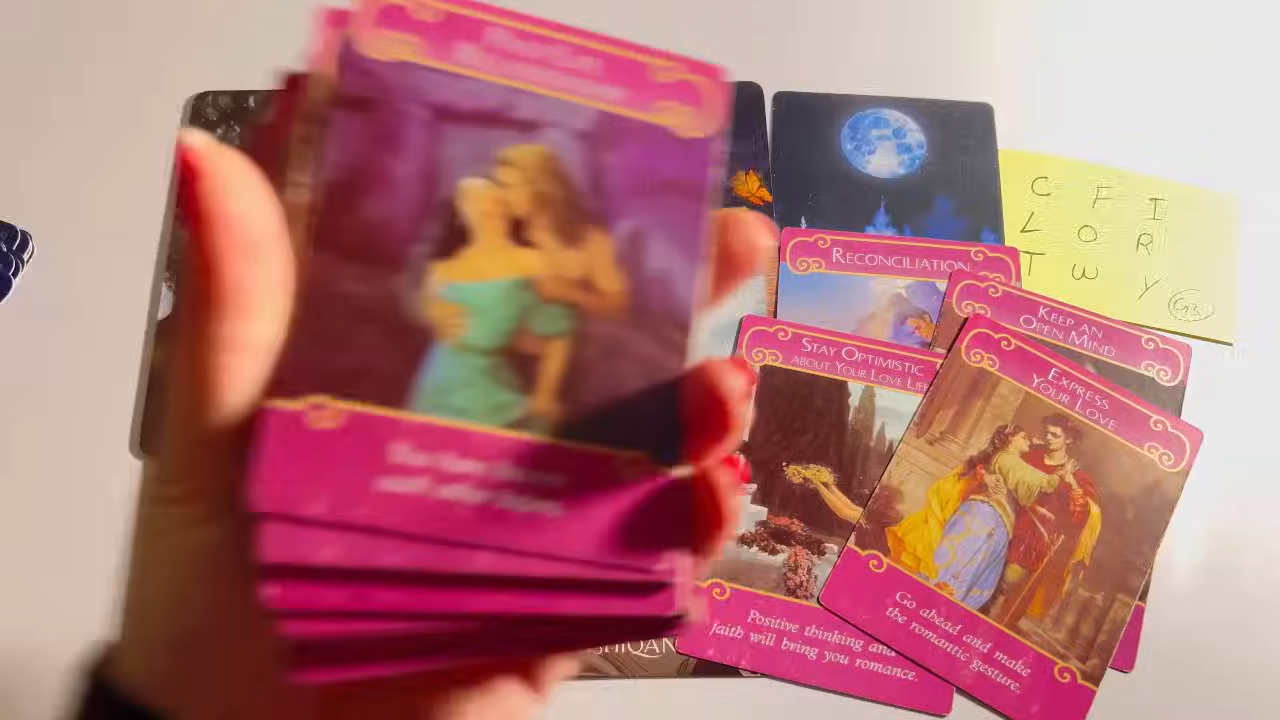 C F I
L O R
T W Y
GB
RECONCILIATION
KEEP AN
OPEN MIND
STAY OPTIMISTIC
ABOUT YOUR LOVE LIFE
EXPRESS
YOUR LOVE
Positive thinking and
faith will bring you romance.
Go ahead and make
the romantic gesture.